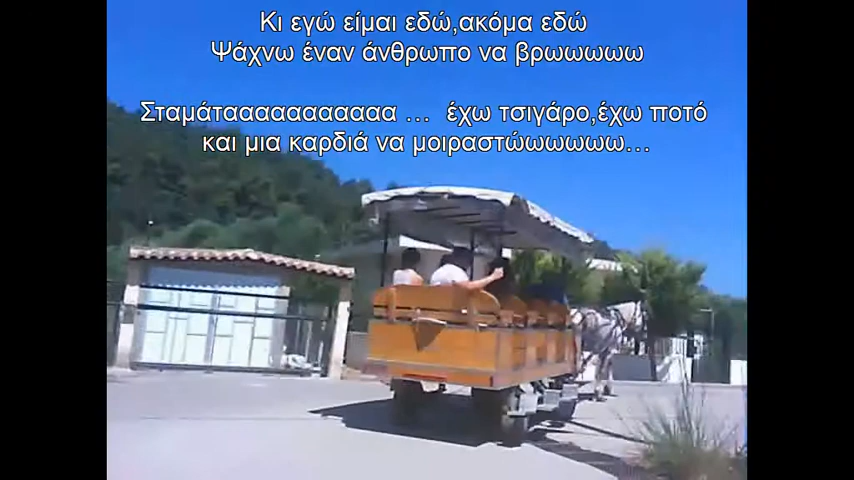 Κι εγώ είμαι εδώ,ακόμα εδώ
Ψάχνω έναν άνθρωπο να βρωωωωω
Σταμάταααααααααααα ... έχω τσιγάρο,έχω ποτό
και μια καρδιά να μοιραστώωωωωω...